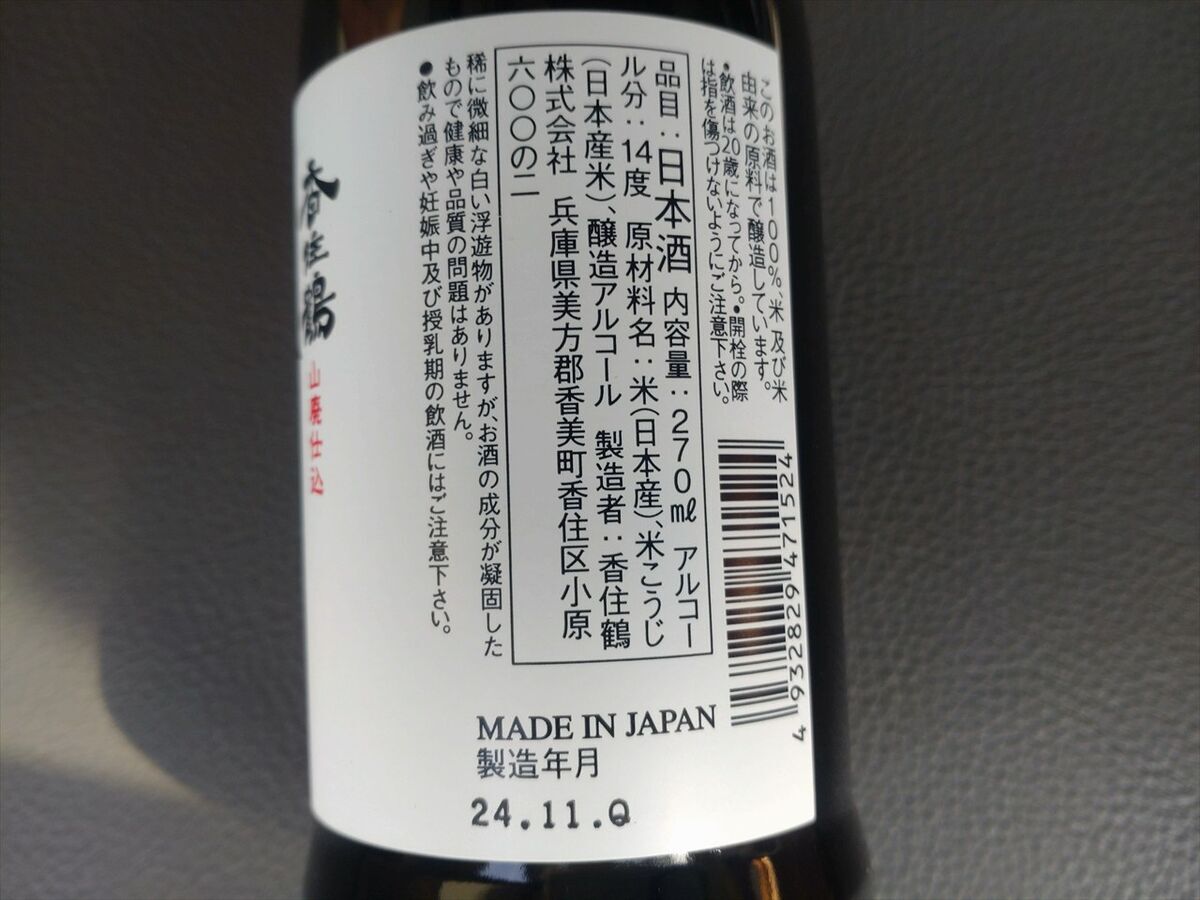 このお酒は100%、米 及び米
由来の原料で醸造しています。
•飲酒は20歳になってから。•開栓の際
は指を傷つけないようにご注意下さい。
4 932829 471524
品目：日本酒 内容量：270㎖ アルコー
ル分：14度 原材料名：米(日本産)、米こうじ
(日本産米)、醸造アルコール 製造者：香住鶴
株式会社 兵庫県美方郡香美町香住区小原
六〇〇の二
稀に微細な白い浮遊物がありますが、お酒の成分が凝固した
もので健康や品質の問題はありません。
●飲み過ぎや妊娠中及び授乳期の飲酒にはご注意下さい。
香住鶴
山廃仕込
MADE IN JAPAN
製造年月
24.11.Q